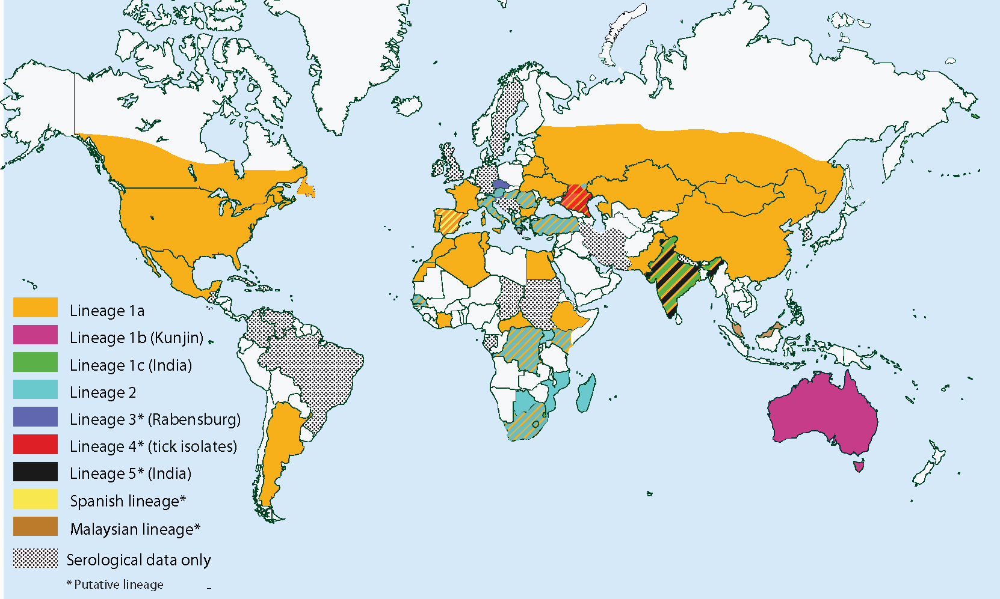 Lineage 1a
Lineage 1b (Kunjin)
Lineage 1c (India)
Lineage 2
Lineage 3* (Rabensburg)
Lineage 4* (tick isolates)
Lineage 5* (India)
Spanish lineage*
Malaysian lineage*
Serological data only
* Putative lineage